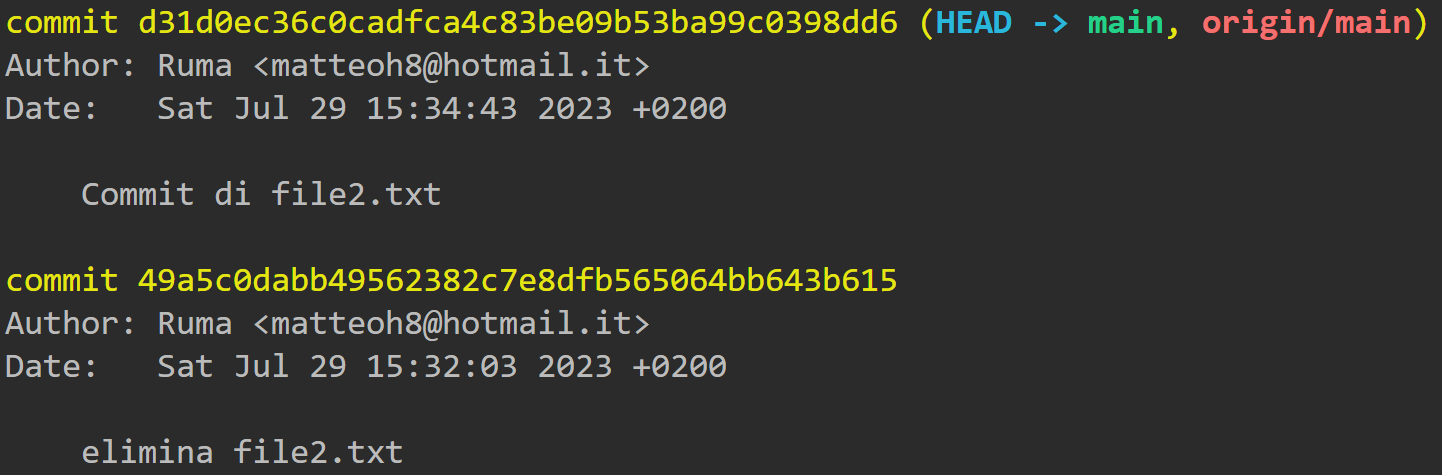 commit d31d0ec36c0cadfca4c83be09b53ba99c0398dd6 (HEAD -> main, origin/main)
Author: Ruma <matteoh8@hotmail.it>
Date:   Sat Jul 29 15:34:43 2023 +0200
Commit di file2.txt
commit 49a5c0dabb49562382c7e8dfb565064bb643b615
Author: Ruma <matteoh8@hotmail.it>
Date:   Sat Jul 29 15:32:03 2023 +0200
elimina file2.txt